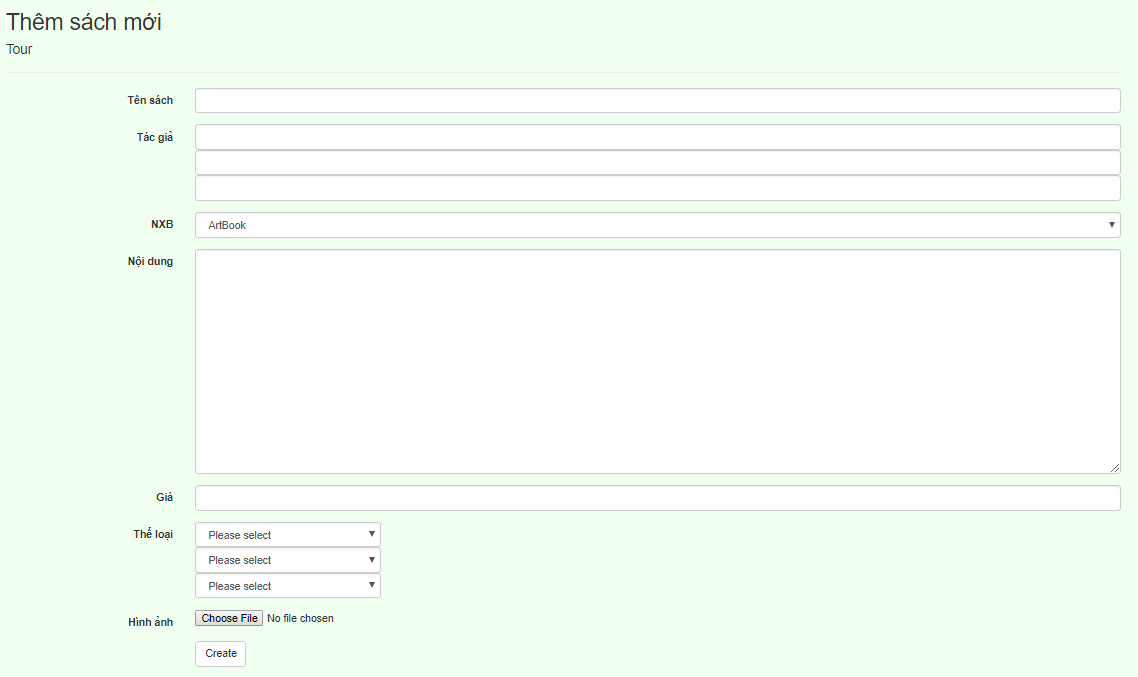 Thêm sách mới
Tour
Tên sách
Tác giả
NXB ArtBook
Nội dung
Giá
Thể loại Please select
Please select
Please select
Hình ảnh Choose File No file chosen
Create